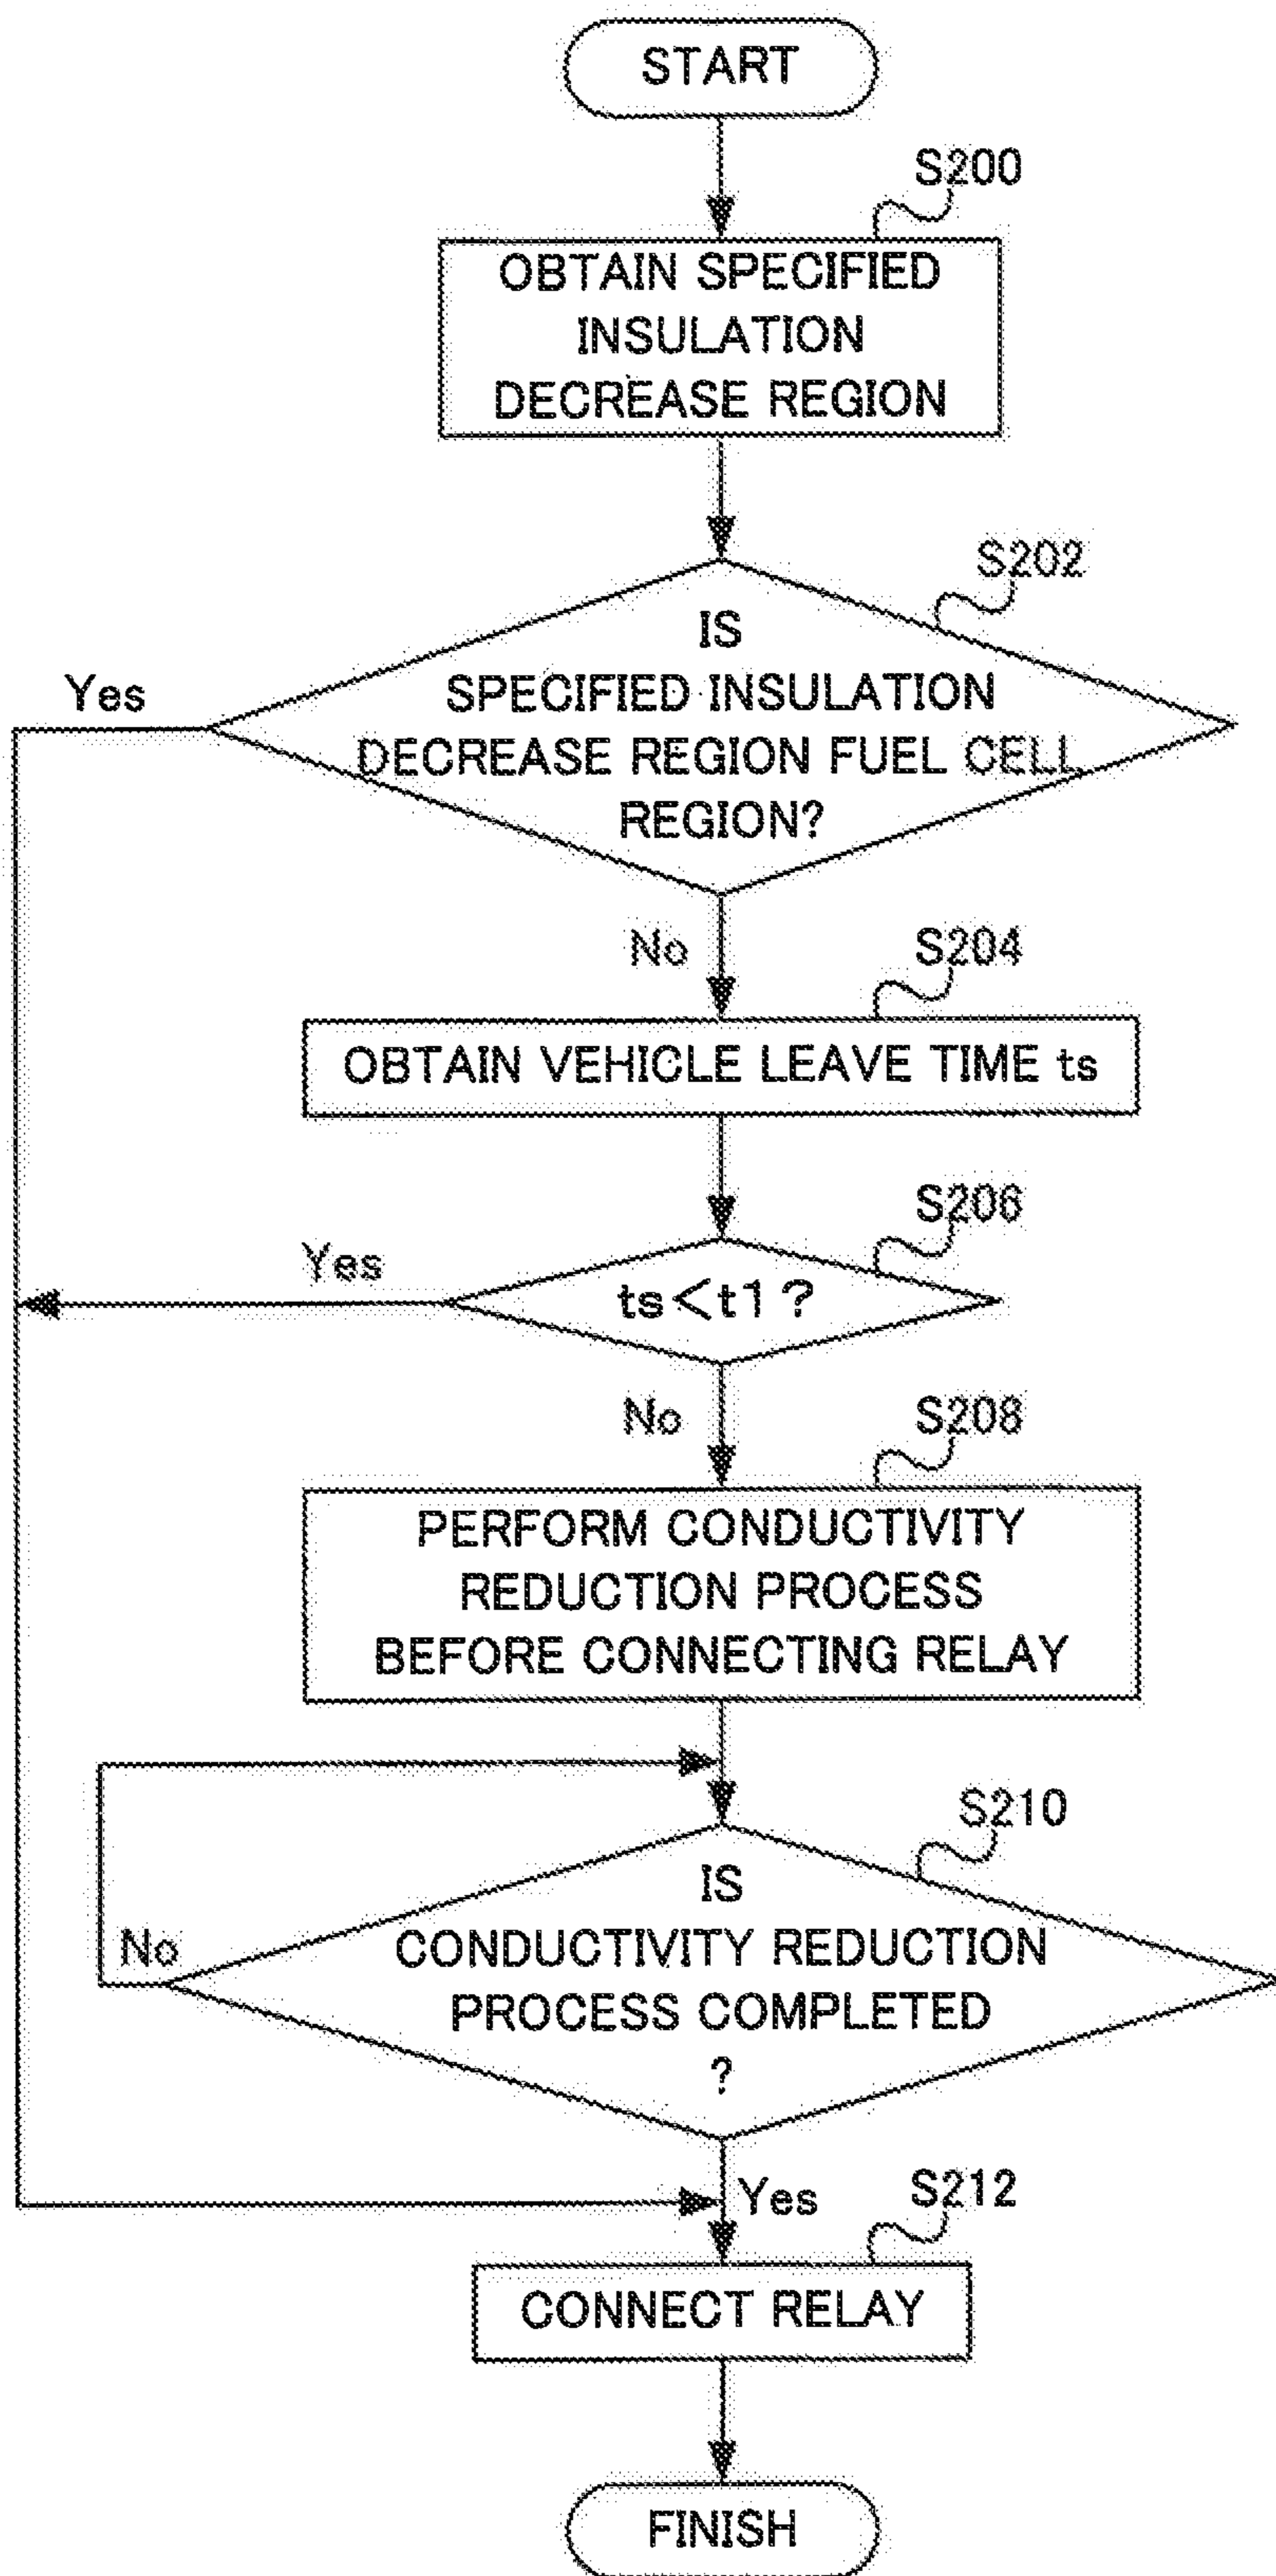 START
S200
OBTAIN SPECIFIED
INSULATION
DECREASE REGION
S202
IS
SPECIFIED INSULATION
DECREASE REGION FUEL CELL
REGION?
Yes
No
S204
OBTAIN VEHICLE LEAVE TIME ts
S206
Yes
ts<t1?
No
S208
PERFORM CONDUCTIVITY
REDUCTION PROCESS
BEFORE CONNECTING RELAY
S210
IS
CONDUCTIVITY REDUCTION
PROCESS COMPLETED
?
No
Yes
S212
CONNECT RELAY
FINISH